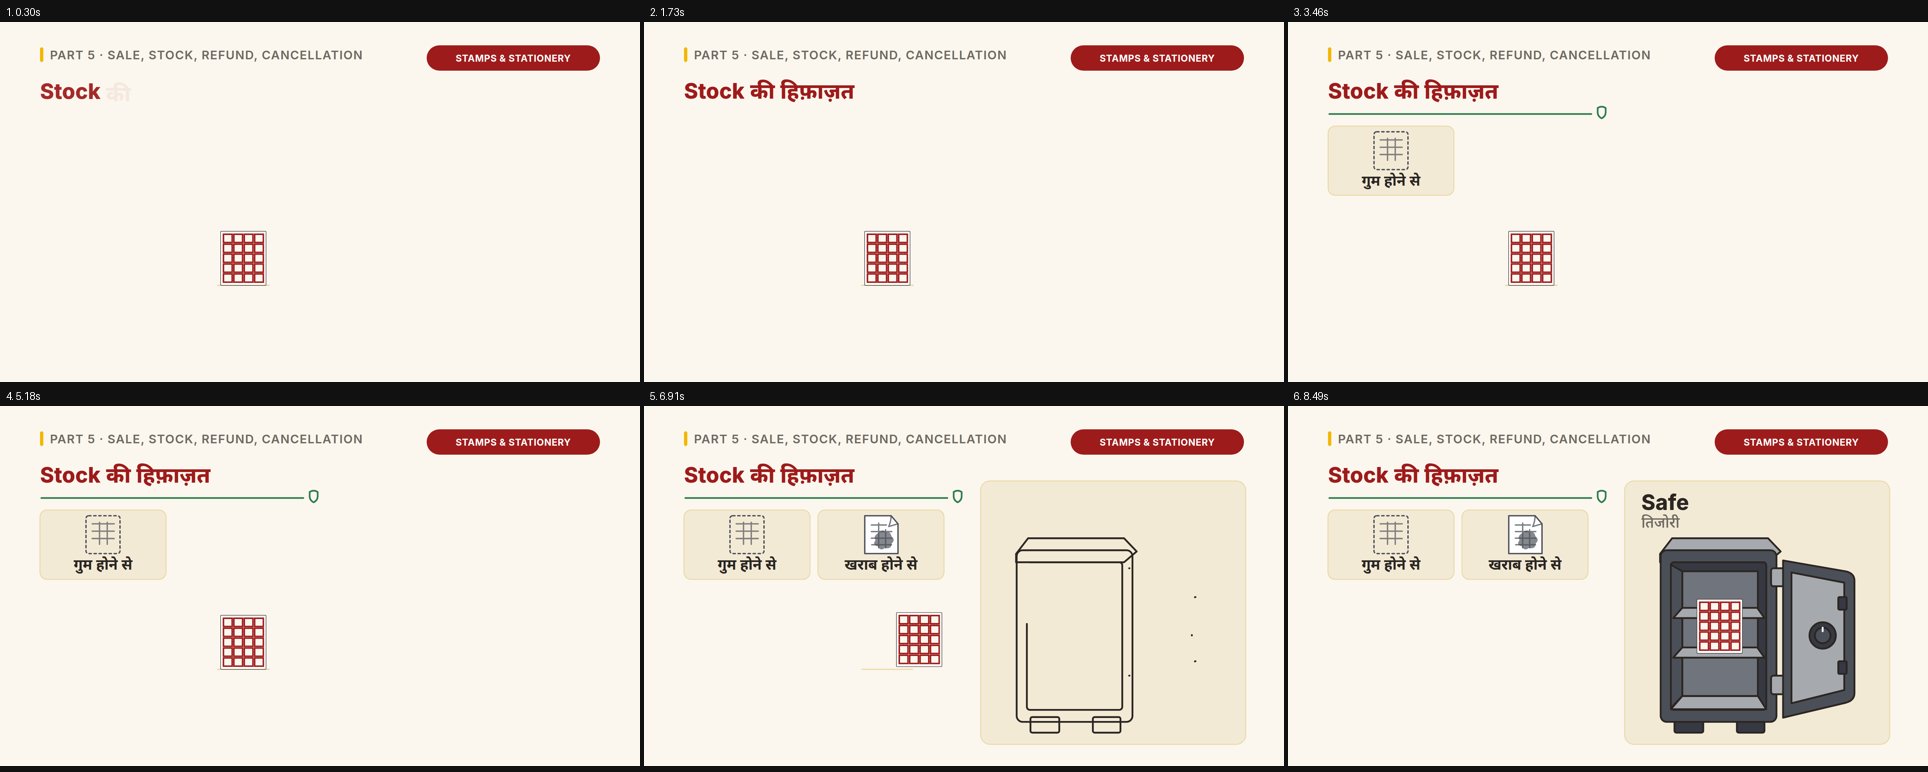 1. 0.30s
PART 5 · SALE, STOCK, REFUND, CANCELLATION
STAMPS & STATIONERY
Stock की
2. 1.73s
PART 5 · SALE, STOCK, REFUND, CANCELLATION
STAMPS & STATIONERY
Stock की हिफ़ाज़त
3. 3.46s
PART 5 · SALE, STOCK, REFUND, CANCELLATION
STAMPS & STATIONERY
Stock की हिफ़ाज़त
गुम होने से
4. 5.18s
PART 5 · SALE, STOCK, REFUND, CANCELLATION
STAMPS & STATIONERY
Stock की हिफ़ाज़त
गुम होने से
5. 6.91s
PART 5 · SALE, STOCK, REFUND, CANCELLATION
STAMPS & STATIONERY
Stock की हिफ़ाज़त
गुम होने से
खराब होने से
6. 8.49s
PART 5 · SALE, STOCK, REFUND, CANCELLATION
STAMPS & STATIONERY
Stock की हिफ़ाज़त
गुम होने से
खराब होने से
Safe
तिजोरी